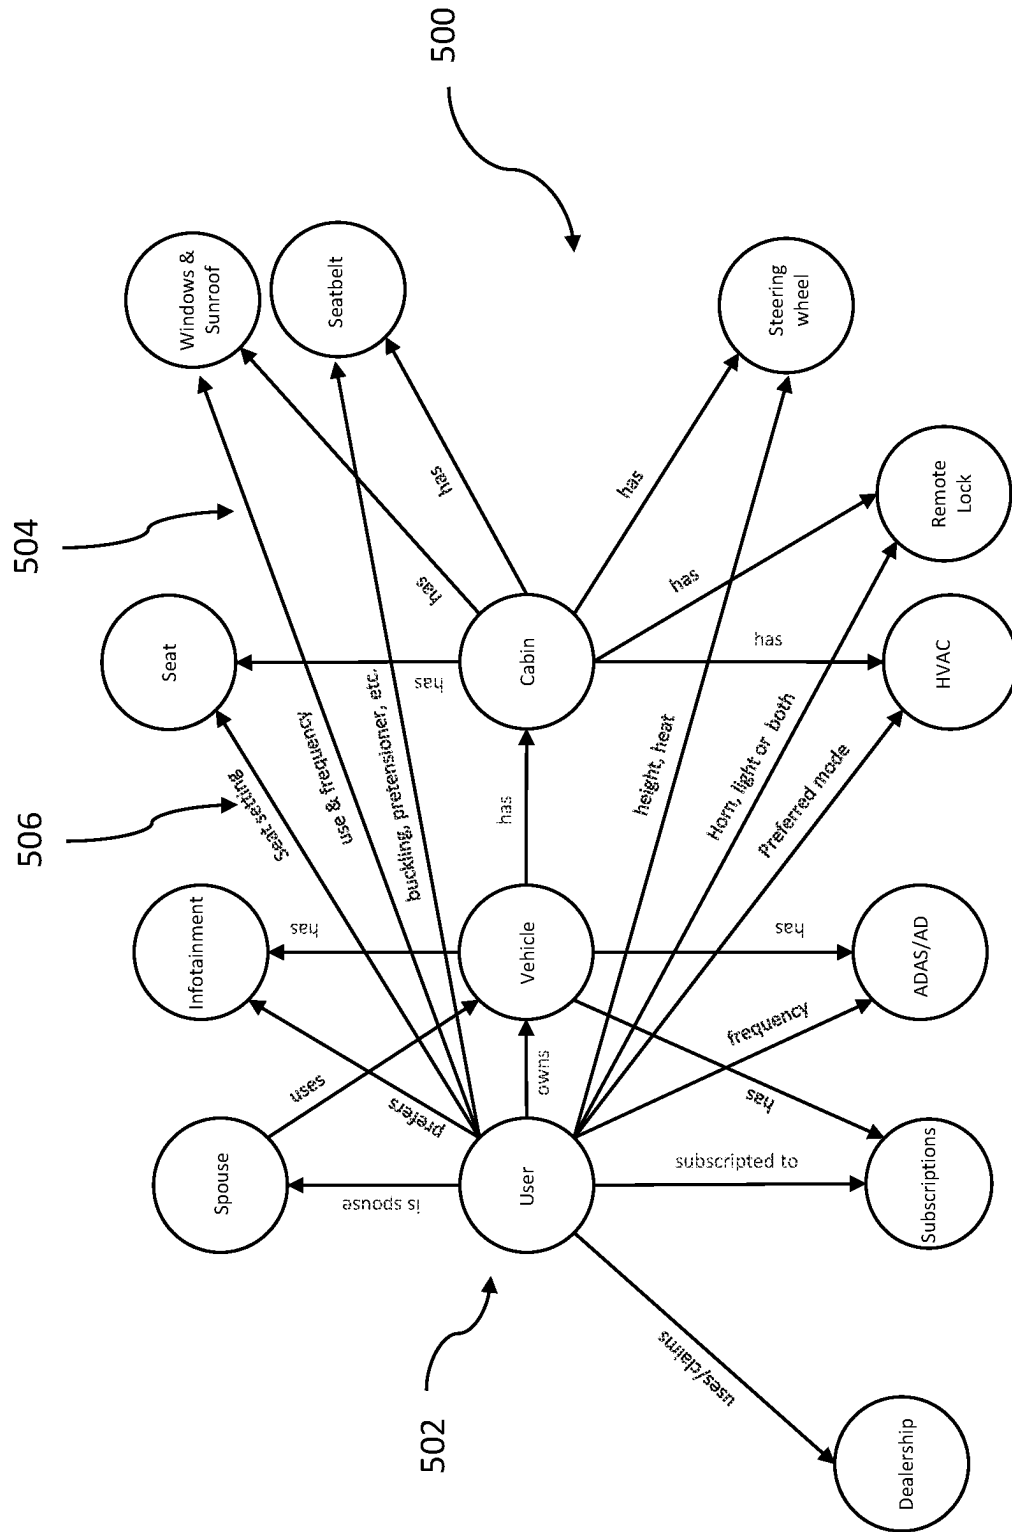 500
504
506
502
Windows &
Sunroof
Seatbelt
Steering
wheel
Remote
Lock
HVAC
Seat
Cabin
Infotainment
Vehicle
ADAS/AD
Spouse
User
Subscriptions
Dealership
has
has
has
has
has
has
has
has
has
has
has
owns
uses
prefers
is spouse
subscripted to
uses/claims
frequency
Preferred mode
Horn, light or both
height, heat
buckling, pretensioner, etc.
use & frequency
Seat setting